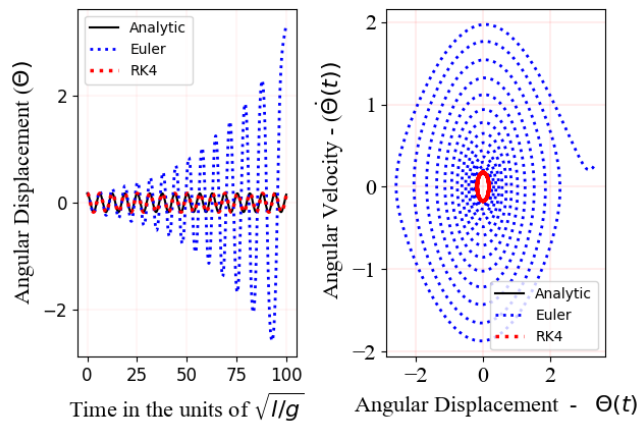 Angular Displacement (Θ)
2
0
−2
Analytic
Euler
RK4
0 25 50 75 100
Time in the units of √l/g
Angular Velocity - (Θ̇(t))
2
1
0
−1
−2
Analytic
Euler
RK4
−2 0 2
Angular Displacement - Θ(t)